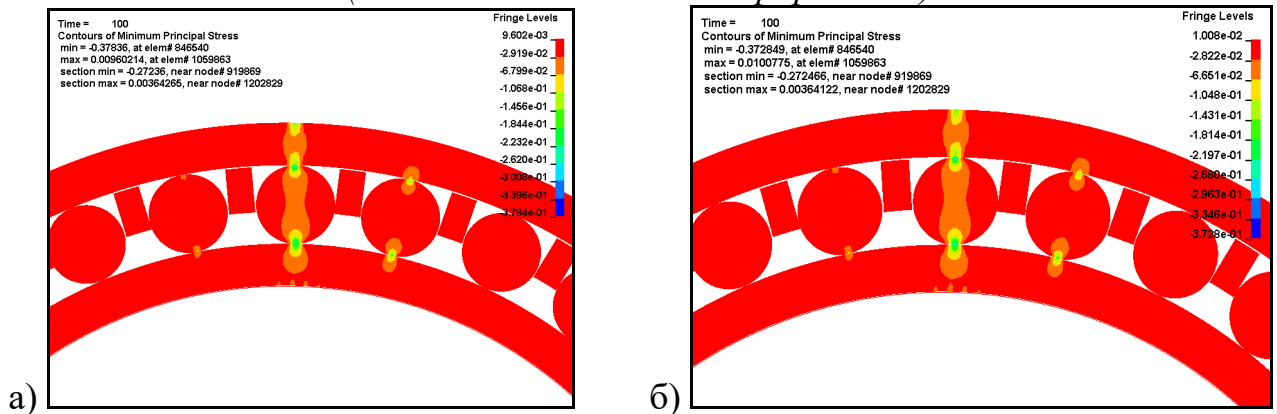 Time = 100
Contours of Minimum Principal Stress
min = -0.37836, at elem# 846540
max = 0.00960214, at elem# 1059863
section min = -0.27236, near node# 919869
section max = 0.00364265, near node# 1202829
Fringe Levels
9.602e-03
-2.919e-02
-6.799e-02
-1.068e-01
-1.456e-01
-1.844e-01
-2.232e-01
-2.620e-01
-3.008e-01
-3.396e-01
-3.784e-01
а)
Time = 100
Contours of Minimum Principal Stress
min = -0.372849, at elem# 846540
max = 0.0100775, at elem# 1059863
section min = -0.272466, near node# 919869
section max = 0.00364122, near node# 1202829
Fringe Levels
1.008e-02
-2.822e-02
-6.651e-02
-1.048e-01
-1.431e-01
-1.814e-01
-2.197e-01
-2.580e-01
-2.963e-01
-3.346e-01
-3.728e-01
б)